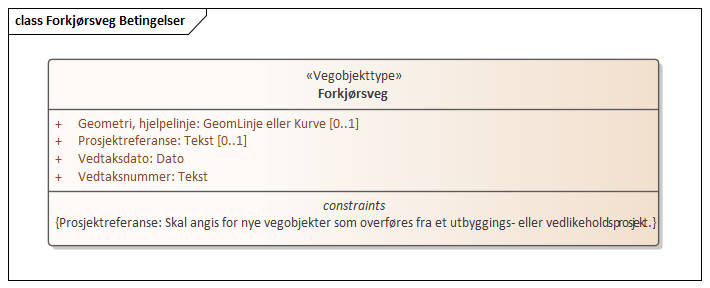 class Forkjørsveg Betingelser
«Vegobjekttype»
Forkjørsveg
+ Geometri, hjelpelinje: GeomLinje eller Kurve [0..1]
+ Prosjektreferanse: Tekst [0..1]
+ Vedtaksdato: Dato
+ Vedtaksnummer: Tekst
constraints
{Prosjektreferanse: Skal angis for nye vegobjekter som overføres fra et utbyggings- eller vedlikeholdsprosjekt.}